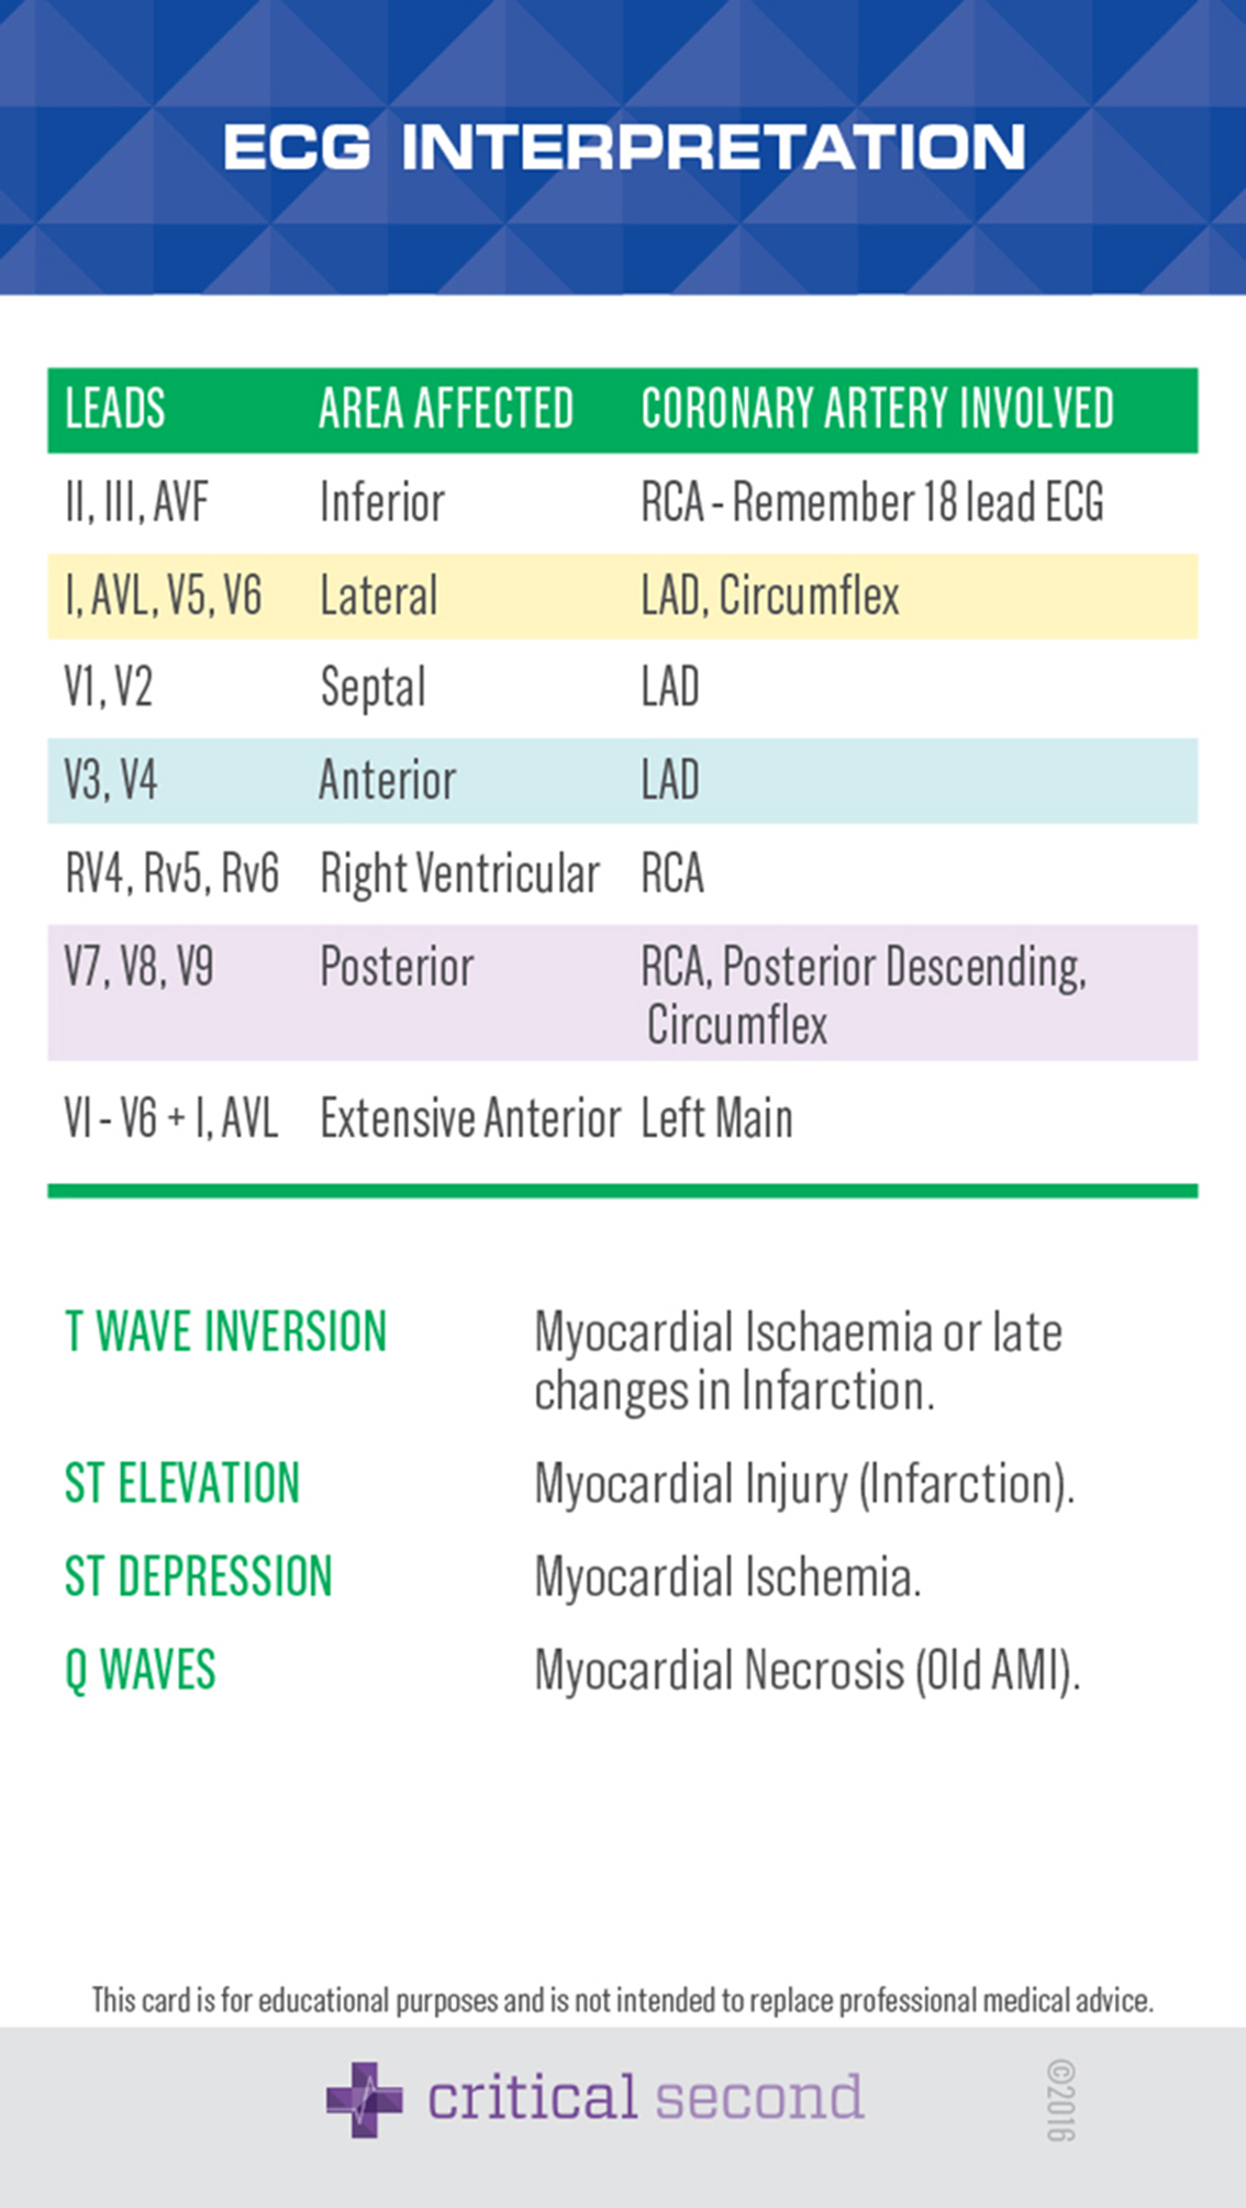 ECG INTERPRETATION
LEADS AREA AFFECTED CORONARY ARTERY INVOLVED
II, III, AVF Inferior RCA - Remember 18 lead ECG
I, AVL, V5, V6 Lateral LAD, Circumflex
V1, V2 Septal LAD
V3, V4 Anterior LAD
RV4, Rv5, Rv6 Right Ventricular RCA
V7, V8, V9 Posterior RCA, Posterior Descending,
Circumflex
VI - V6 + I, AVL Extensive Anterior Left Main
T WAVE INVERSION Myocardial Ischaemia or late
changes in Infarction.
ST ELEVATION Myocardial Injury (Infarction).
ST DEPRESSION Myocardial Ischemia.
Q WAVES Myocardial Necrosis (Old AMI).
This card is for educational purposes and is not intended to replace professional medical advice.
critical second
©2016